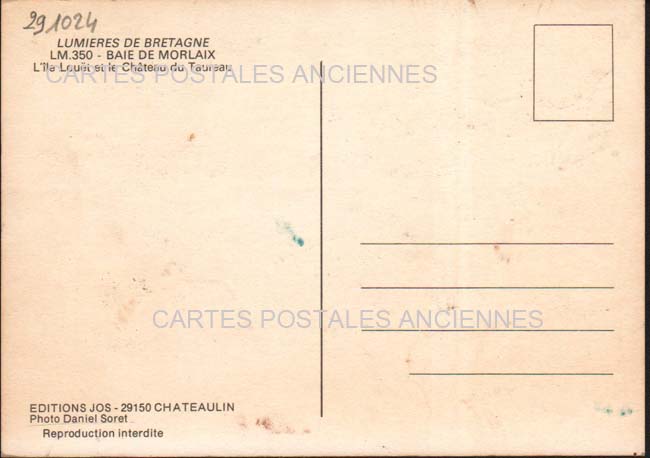 291024
LUMIERES DE BRETAGNE
LM.350 - BAIE DE MORLAIX
L'Ile Louët et le Château du Taureau
CARTES POSTALES ANCIENNES
CARTES POSTALES ANCIENNES
EDITIONS JOS - 29150 CHATEAULIN
Photo Daniel Soret
Reproduction interdite